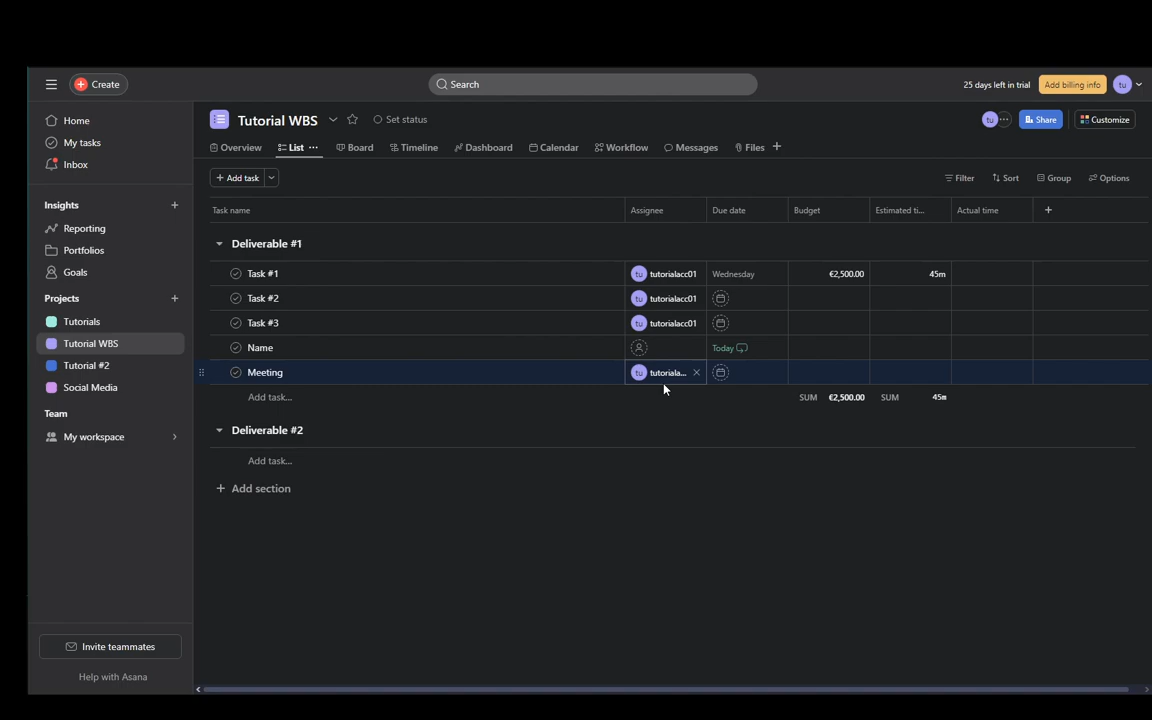 Create
Search
25 days left in trial
Add billing info
tu
Home
My tasks
Inbox
Insights
Reporting
Portfolios
Goals
Projects
Tutorials
Tutorial WBS
Tutorial #2
Social Media
Team
My workspace
Invite teammates
Help with Asana
Tutorial WBS
Set status
tu
Share
Customize
Overview
List
Board
Timeline
Dashboard
Calendar
Workflow
Messages
Files
Add task
Filter
Sort
Group
Options
Task name Assignee Due date Budget Estimated ti... Actual time
Deliverable #1
Task #1 tu tutorialacc01 Wednesday €2,500.00 45m
Task #2 tu tutorialacc01
Task #3 tu tutorialacc01
Name Today
Meeting tu tutoriala...
Add task... SUM €2,500.00 SUM 45m
Deliverable #2
Add task...
Add section